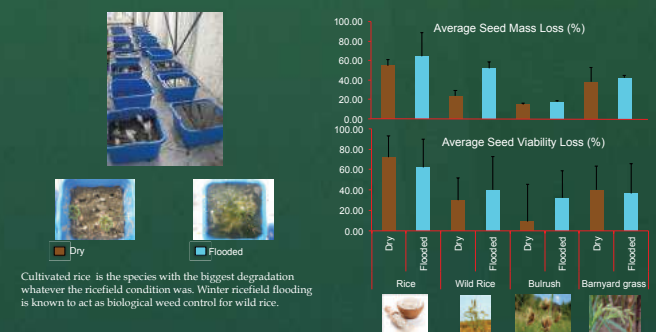 Average Seed Mass Loss (%)
100.00
80.00
60.00
40.00
20.00
0.00
Average Seed Viability Loss (%)
100.00
80.00
60.00
40.00
20.00
0.00
Dry Flooded Dry Flooded Dry Flooded Dry Flooded
Rice Wild Rice Bulrush Barnyard grass
Dry Flooded
Cultivated rice is the species with the biggest degradation
whatever the ricefield condition was. Winter ricefield flooding
is known to act as biological weed control for wild rice.